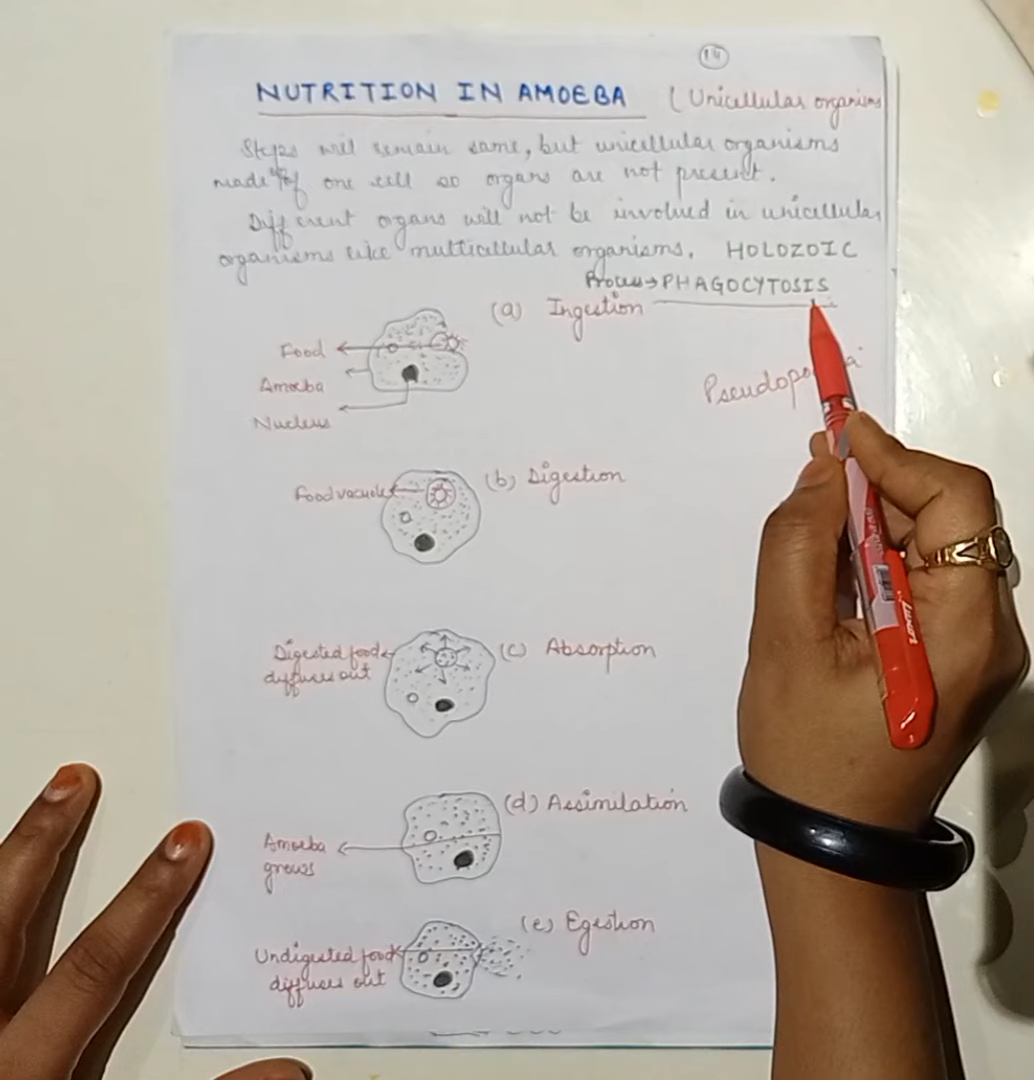 14
NUTRITION IN AMOEBA (Unicellular organisms
Steps will remain same, but unicellular organisms
made of one cell so organs are not present.
Different organs will not be involved in unicellular
organisms like multicellular organisms. HOLOZOIC
Process→PHAGOCYTOSIS
(a) Ingestion
Food
Amoeba
Nucleus
(b) Digestion
Food vacuole
(c) Absorption
Digested food
diffuses out
(d) Assimilation
Amoeba
grows
(e) Egestion
Undigested food
diffuses out